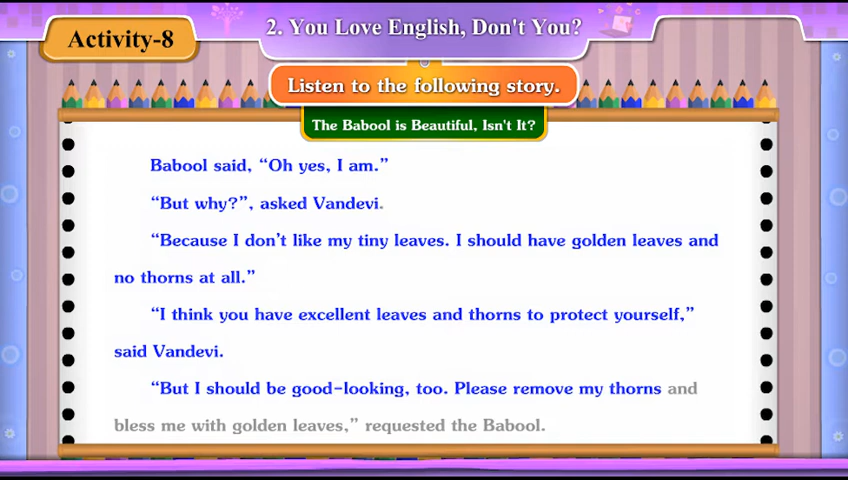 Activity-8
2. You Love English, Don't You?
Listen to the following story.
The Babool is Beautiful, Isn't It?
Babool said, “Oh yes, I am.”
“But why?”, asked Vandevi.
“Because I don’t like my tiny leaves. I should have golden leaves and
no thorns at all.”
“I think you have excellent leaves and thorns to protect yourself,”
said Vandevi.
“But I should be good-looking, too. Please remove my thorns and
bless me with golden leaves,” requested the Babool.